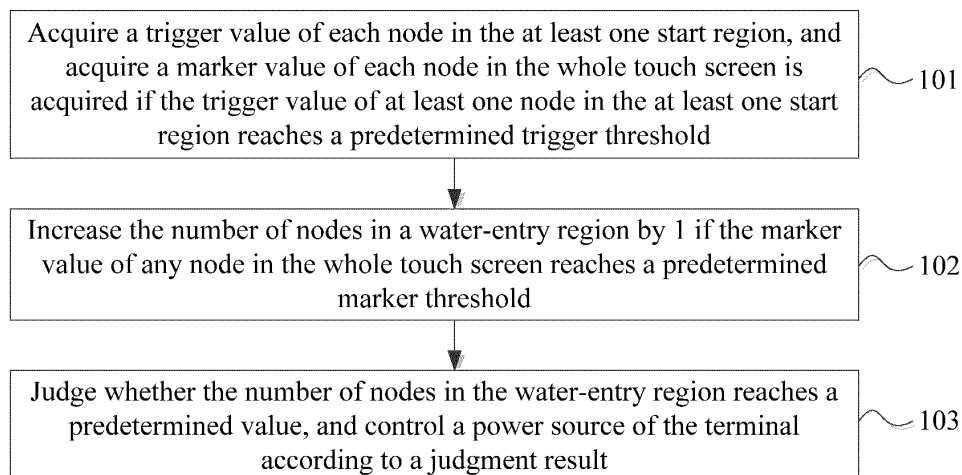 Acquire a trigger value of each node in the at least one start region, and
acquire a marker value of each node in the whole touch screen is
acquired if the trigger value of at least one node in the at least one start
region reaches a predetermined trigger threshold
101
Increase the number of nodes in a water-entry region by 1 if the marker
value of any node in the whole touch screen reaches a predetermined
marker threshold
102
Judge whether the number of nodes in the water-entry region reaches a
predetermined value, and control a power source of the terminal
according to a judgment result
103